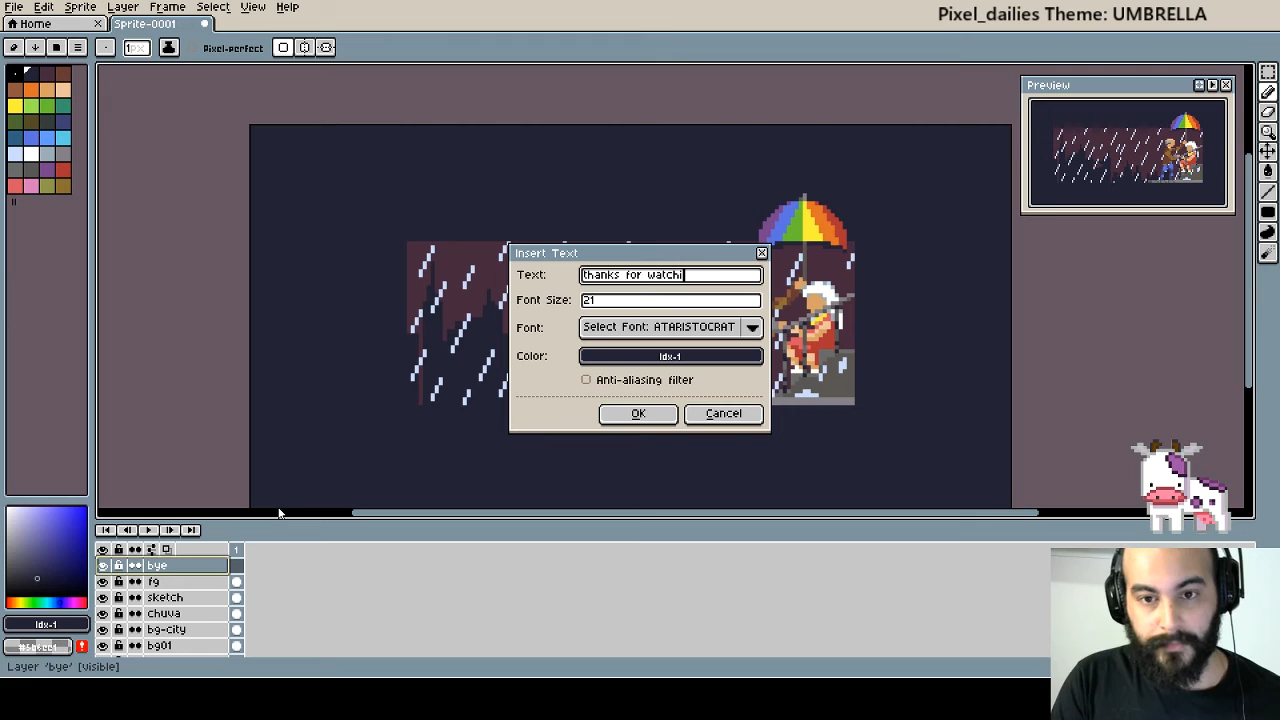 File Edit Sprite Layer Frame Select View Help
Pixel_dailies Theme: UMBRELLA
Home
Sprite-0001
1px
Pixel-perfect
Preview
Insert Text
Text: thanks for watchi
Font Size: 21
Font: Select Font: ATARISTOCRAT
Color: Idx-1
Anti-aliasing filter
OK Cancel
1
bye
fg
sketch
chuva
bg-city
bg01
Idx-1
Layer 'bye' [visible]